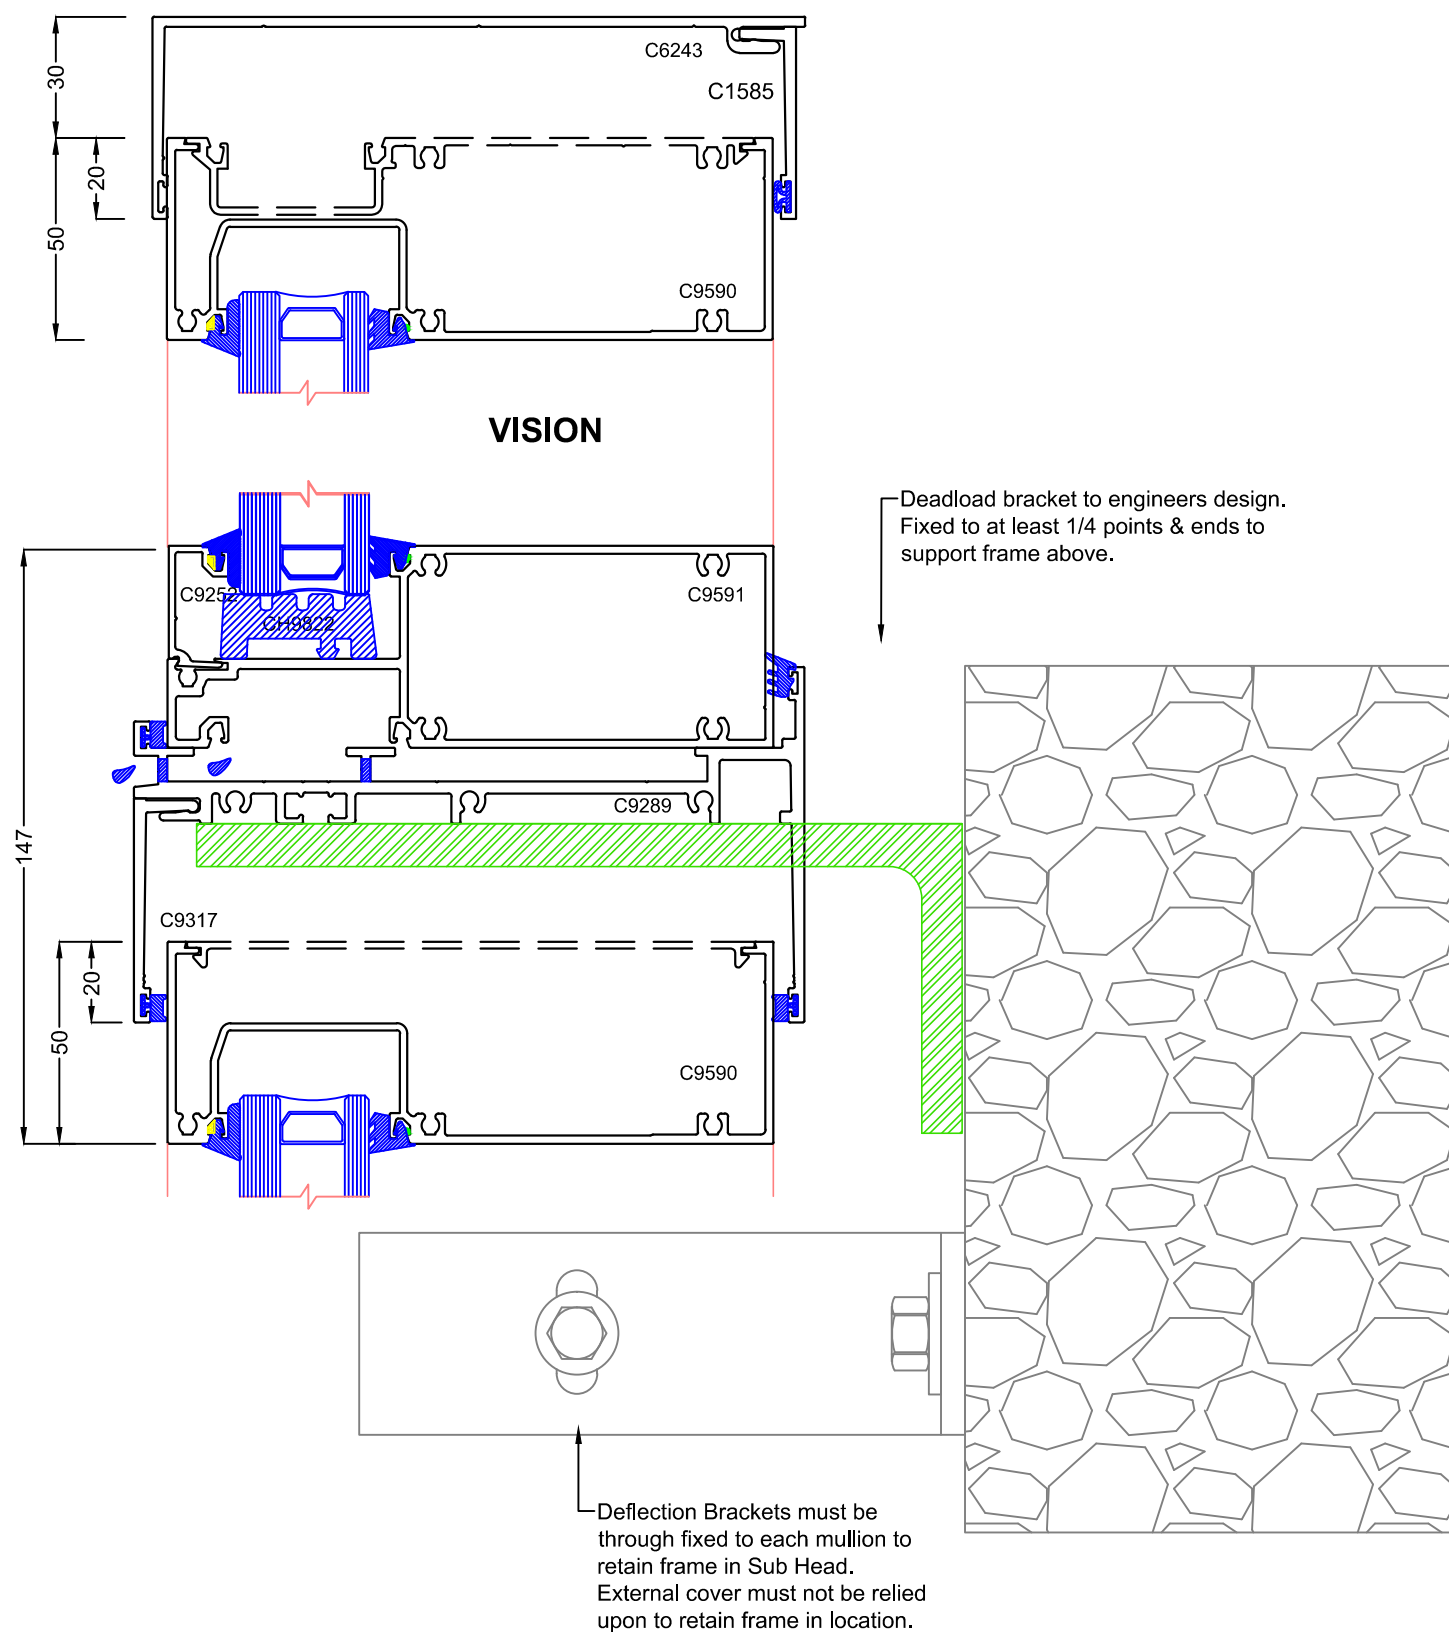 C6243
C1585
30
20
50
C9590
VISION
Deadload bracket to engineers design.
Fixed to at least 1/4 points & ends to
support frame above.
C9252
C9591
CH9822
C9289
147
C9317
20
50
C9590
Deflection Brackets must be
through fixed to each mullion to
retain frame in Sub Head.
External cover must not be relied
upon to retain frame in location.